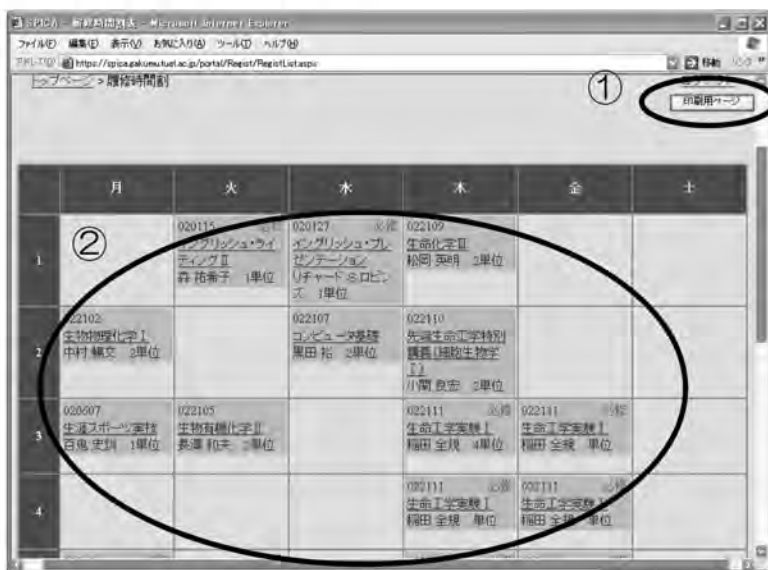 SPICA - 履修時間割表 - Microsoft Internet Explorer
ファイル(F) 編集(E) 表示(V) お気に入り(A) ツール(T) ヘルプ(H)
https://spica.gakumu.tuat.ac.jp/portal/Regist/RegistList.aspx 移動 リンク
トップページ > 履修時間割
①
印刷用ページ
月 火 水 木 金 土
②
1
020115 必修
イングリッシュ・ライ
ティングⅡ
森 祐希子 1単位
020127 必修
イングリッシュ・プレ
ゼンテーション
リチャード S ロビン
ズ 1単位
022109
生命化学Ⅱ
松岡 英明 2単位
2
022102
生物物理化学Ⅰ
中村 暢文 2単位
022107
コンピュータ基礎
黒田 裕 2単位
022110
先端生命工学特別
講義Ⅰ(細胞生物学
Ⅰ)
小関 良宏 2単位
3
020607
生涯スポーツ実技
百鬼 史訓 1単位
022105
生物有機化学Ⅱ
長澤 和夫 2単位
022111 必修
生命工学実験Ⅰ
稲田 全規 4単位
022111 必修
生命工学実験Ⅰ
稲田 全規 単位
4
022111 必修
生命工学実験Ⅰ
稲田 全規 単位
022111 必修
生命工学実験Ⅰ
稲田 全規 単位